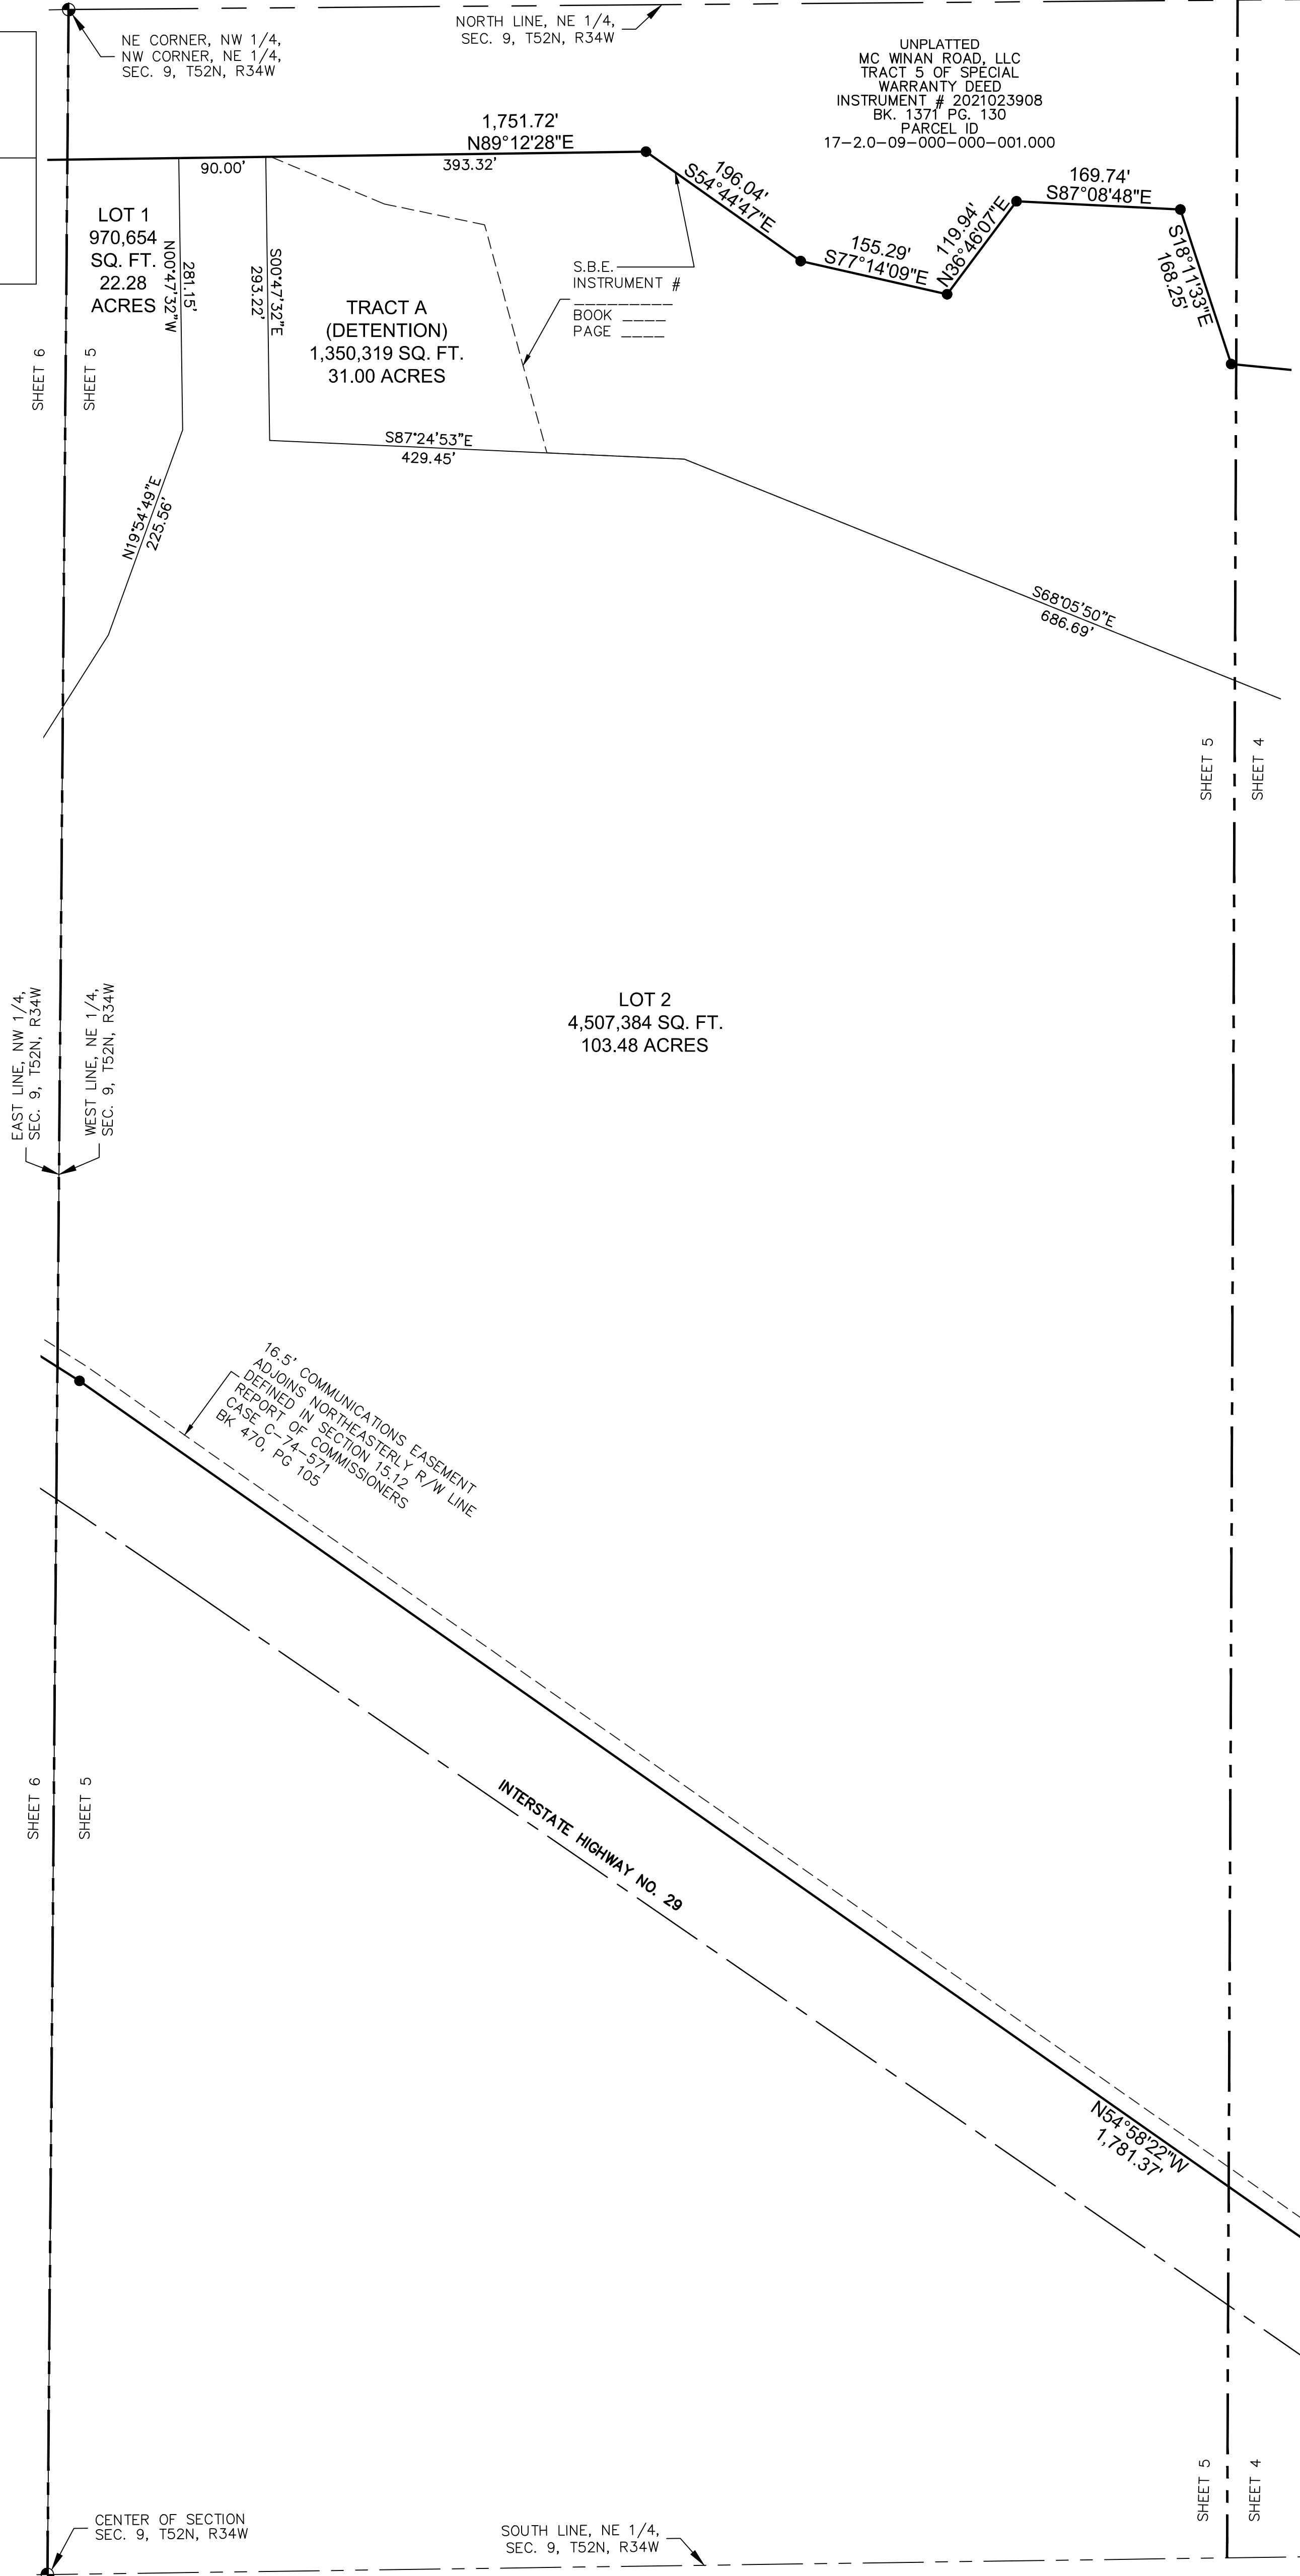 NE CORNER, NW 1/4,
NW CORNER, NE 1/4,
SEC. 9, T52N, R34W
NORTH LINE, NE 1/4,
SEC. 9, T52N, R34W
UNPLATTED
MC WINAN ROAD, LLC
TRACT 5 OF SPECIAL
WARRANTY DEED
INSTRUMENT # 2021023908
BK. 1371 PG. 130
PARCEL ID
17-2.0-09-000-000-001.000
1,751.72'
N89°12'28"E
90.00'
393.32'
196.04'
S54°44'47"E
155.29'
S77°14'09"E
119.94'
N36°46'07"E
169.74'
S87°08'48"E
S18°11'33"E
168.25'
LOT 1
970,654
SQ. FT.
22.28
ACRES
N00°47'32"W
281.15'
S00°47'32"E
293.22'
TRACT A
(DETENTION)
1,350,319 SQ. FT.
31.00 ACRES
S.B.E.
INSTRUMENT #
_________
BOOK ____
PAGE ____
SHEET 6
SHEET 5
S87°24'53"E
429.45'
N19°54'49"E
225.56'
S68°05'50"E
686.69'
SHEET 5
SHEET 4
EAST LINE, NW 1/4,
SEC. 9, T52N, R34W
WEST LINE, NE 1/4,
SEC. 9, T52N, R34W
LOT 2
4,507,384 SQ. FT.
103.48 ACRES
16.5' COMMUNICATIONS EASEMENT
ADJOINS NORTHEASTERLY R/W LINE
DEFINED IN SECTION 15.12
REPORT OF COMMISSIONERS
CASE C-74-571
BK 470, PG 105
SHEET 6
SHEET 5
INTERSTATE HIGHWAY NO. 29
N54°58'22"W
1,781.37'
SHEET 5
SHEET 4
CENTER OF SECTION
SEC. 9, T52N, R34W
SOUTH LINE, NE 1/4,
SEC. 9, T52N, R34W